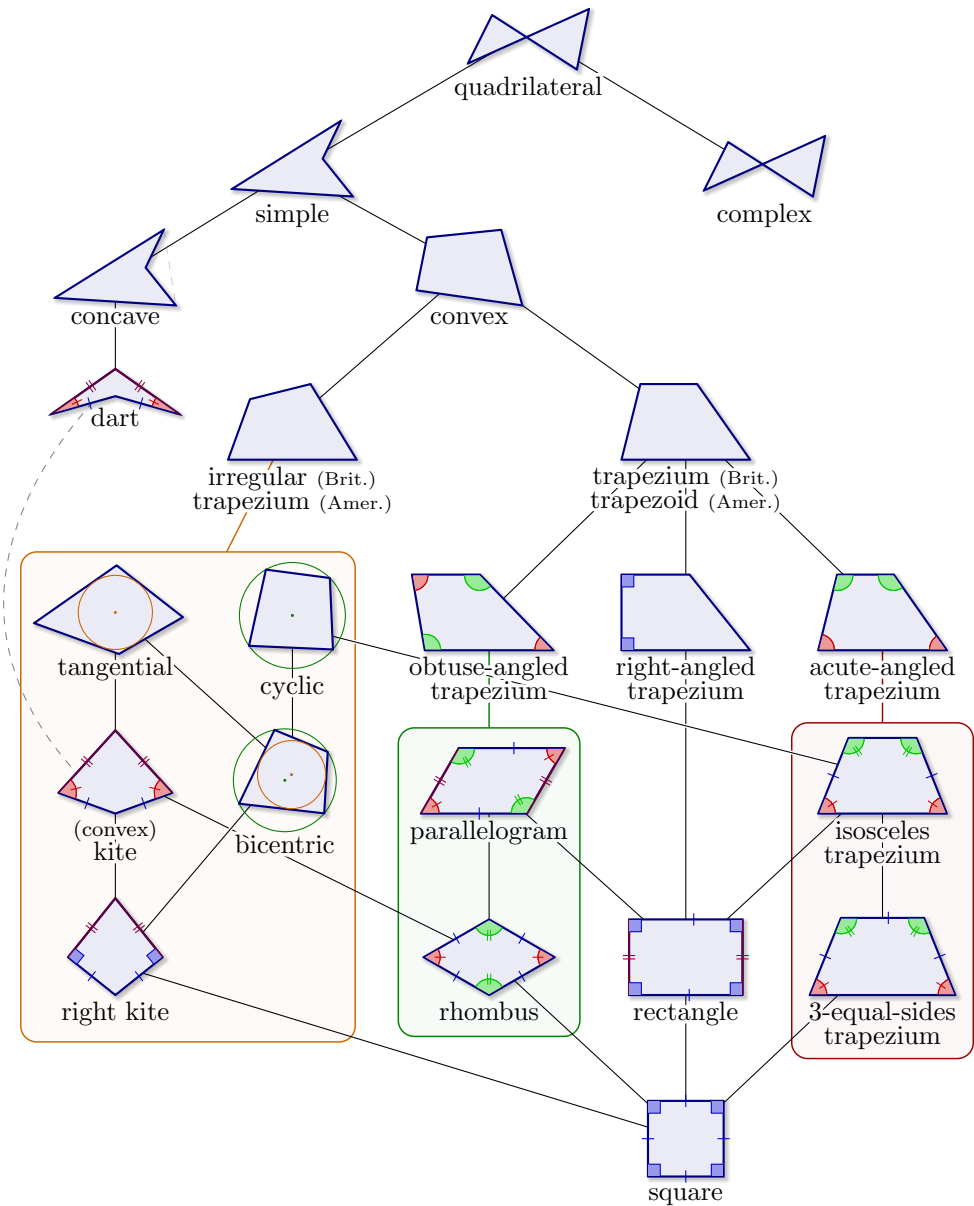 quadrilateral
simple
complex
concave
convex
dart
irregular (Brit.)
trapezium (Amer.)
trapezium (Brit.)
trapezoid (Amer.)
tangential
cyclic
obtuse-angled
trapezium
right-angled
trapezium
acute-angled
trapezium
(convex)
kite
bicentric
parallelogram
isosceles
trapezium
right kite
rhombus
rectangle
3-equal-sides
trapezium
square